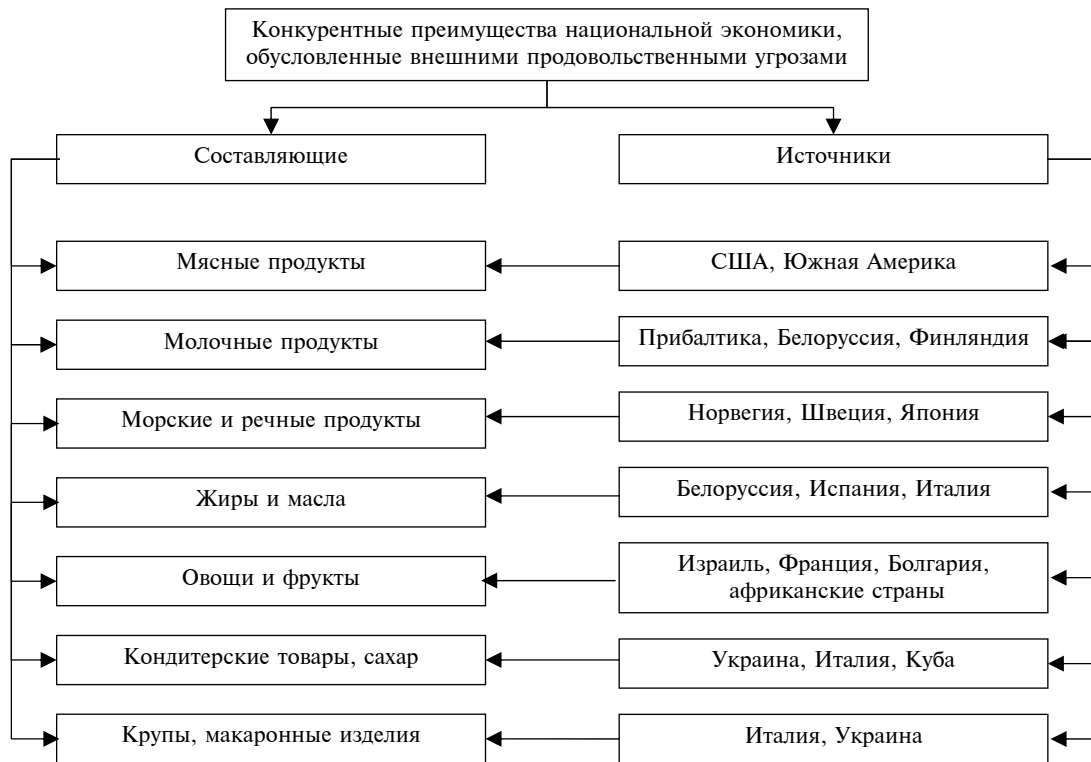 Конкурентные преимущества национальной экономики,
обусловленные внешними продовольственными угрозами
Составляющие
Источники
Мясные продукты
США, Южная Америка
Молочные продукты
Прибалтика, Белоруссия, Финляндия
Морские и речные продукты
Норвегия, Швеция, Япония
Жиры и масла
Белоруссия, Испания, Италия
Овощи и фрукты
Израиль, Франция, Болгария,
африканские страны
Кондитерские товары, сахар
Украина, Италия, Куба
Крупы, макаронные изделия
Италия, Украина